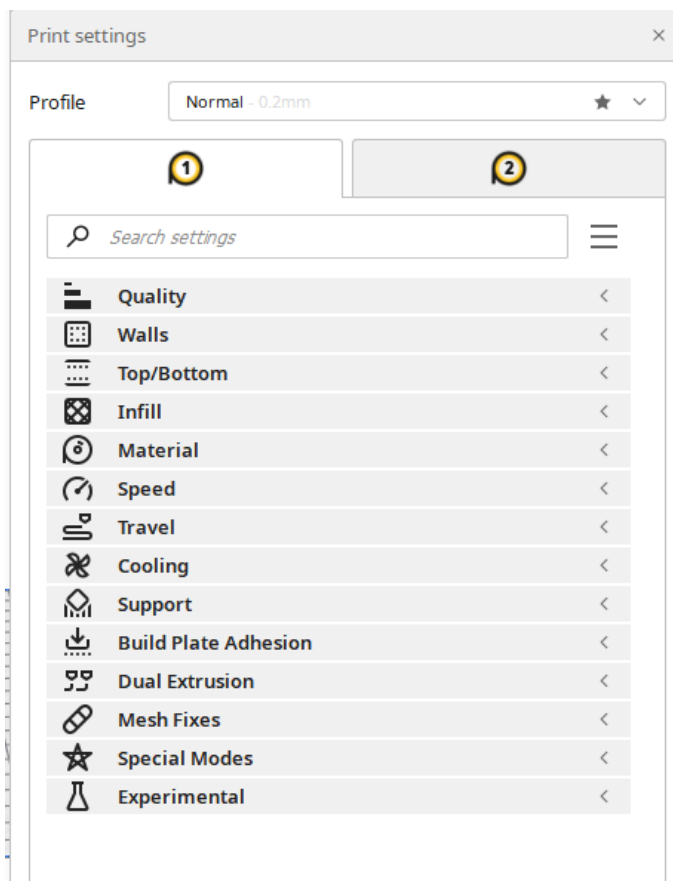 Print settings
Profile
Normal - 0.2mm
1
2
Search settings
Quality
Walls
Top/Bottom
Infill
Material
Speed
Travel
Cooling
Support
Build Plate Adhesion
Dual Extrusion
Mesh Fixes
Special Modes
Experimental